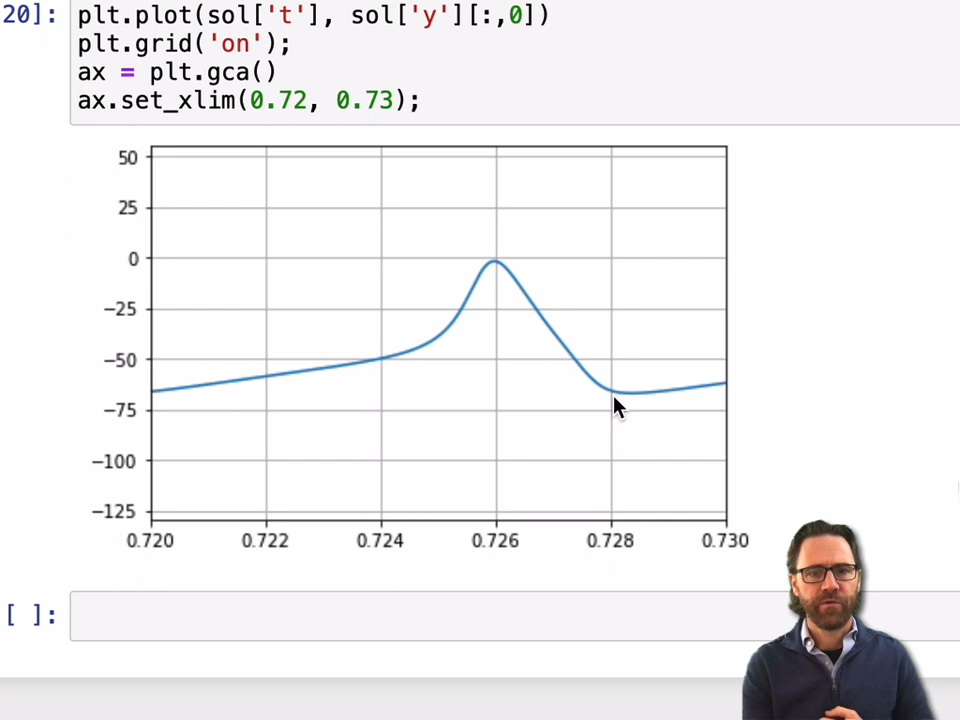 20]: plt.plot(sol['t'], sol['y'][:,0])
plt.grid('on');
ax = plt.gca()
ax.set_xlim(0.72, 0.73);
50
25
0
−25
−50
−75
−100
−125
0.720 0.722 0.724 0.726 0.728 0.730
[ ]: